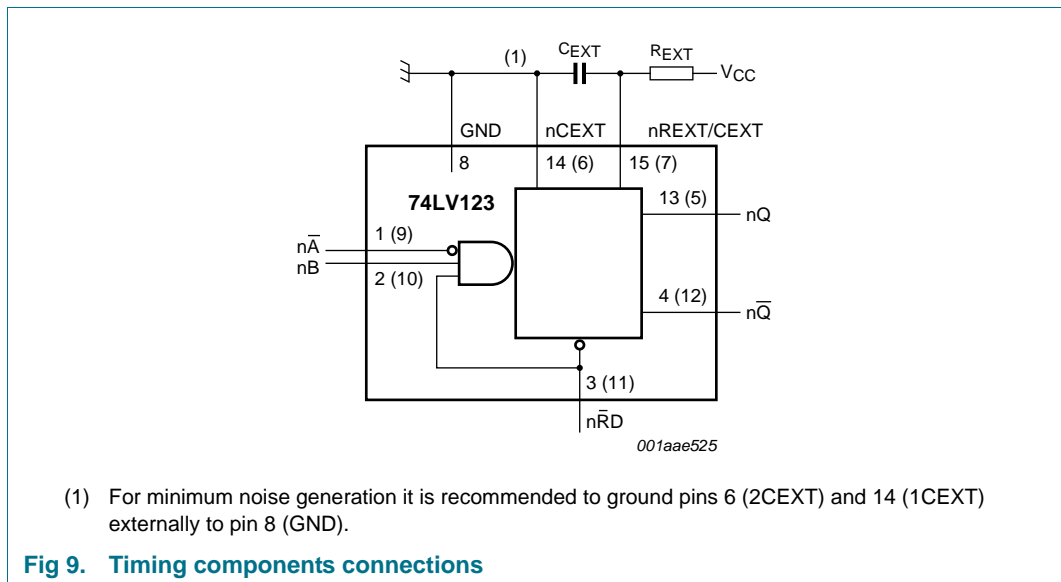 (1) CEXT REXT
VCC
GND nCEXT nREXT/CEXT
8 14 (6) 15 (7)
74LV123
13 (5)
nQ
1 (9)
nA̅
nB
2 (10)
4 (12)
nQ̅
3 (11)
nR̅D
001aae525
(1) For minimum noise generation it is recommended to ground pins 6 (2CEXT) and 14 (1CEXT)
externally to pin 8 (GND).
Fig 9. Timing components connections